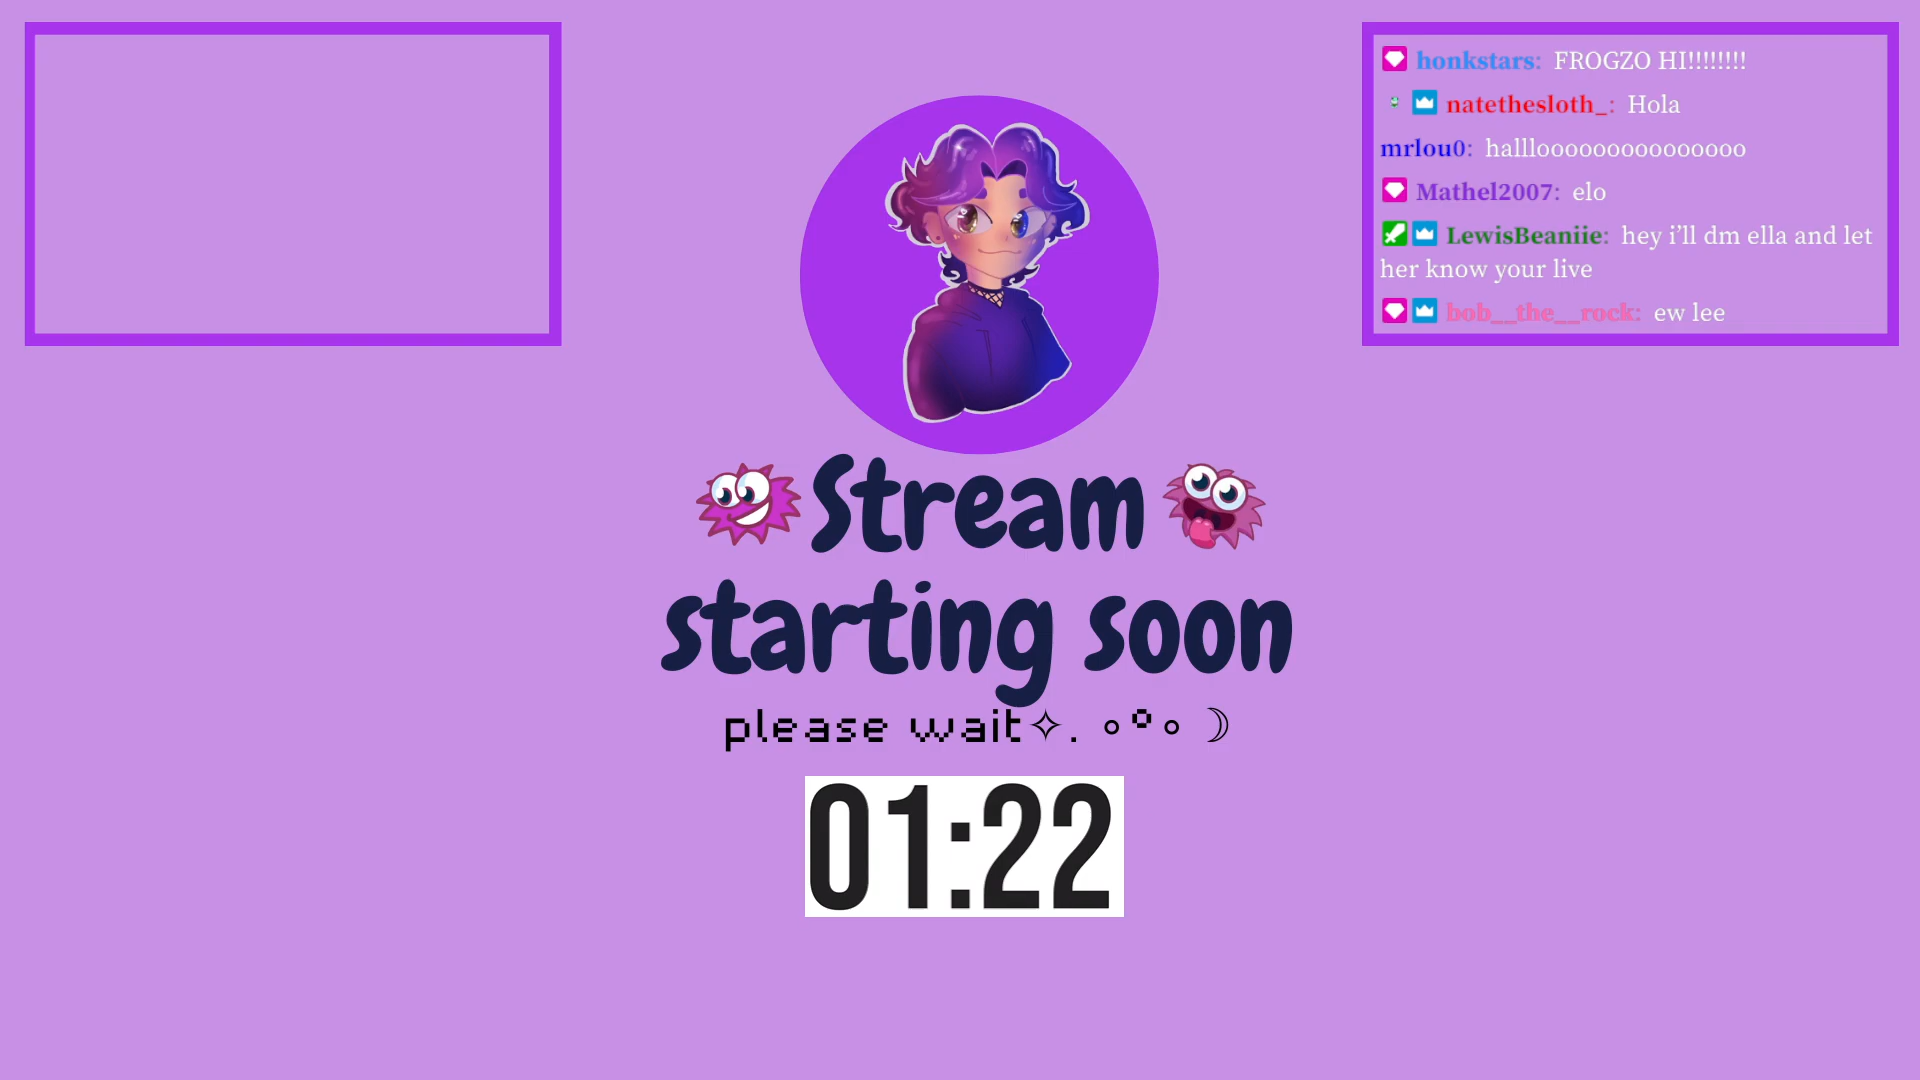 honkstars: FROGZO HI!!!!!!!!
natethesloth_: Hola
mrlou0: hallloooooooooooooooo
Mathel2007: elo
LewisBeaniie: hey i’ll dm ella and let
her know your live
bob__the__rock: ew lee
Stream
starting soon
please wait✧. ∘°∘ ☽
01:22